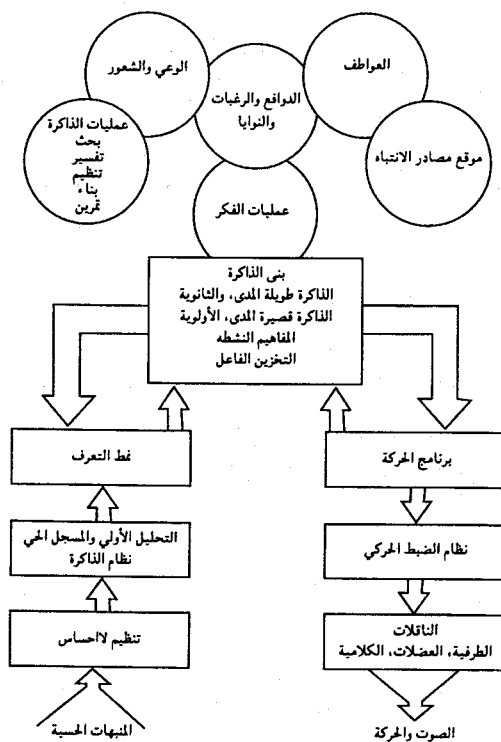 الوعي والشعور
الدوافع والرغبات
والنوايا
العواطف
عمليات الذاكرة
بحث
تفسير
تنظيم
بناء
تمرين
موقع مصادر الانتباه
عمليات الفكر
بنى الذاكرة
الذاكرة طويلة المدى، والثانوية
الذاكرة قصيرة المدى، الأولوية
المفاهيم النشطه
التخزين الفاعل
نمط التعرف
برنامج الحركة
التحليل الأولي والمسجل الحي
نظام الذاكرة
نظام الضبط الحركي
تنظيم لااحساس
الناقلات
الطرفية، العضلات، الكلامية
المنبهات الحسية
الصوت والحركة